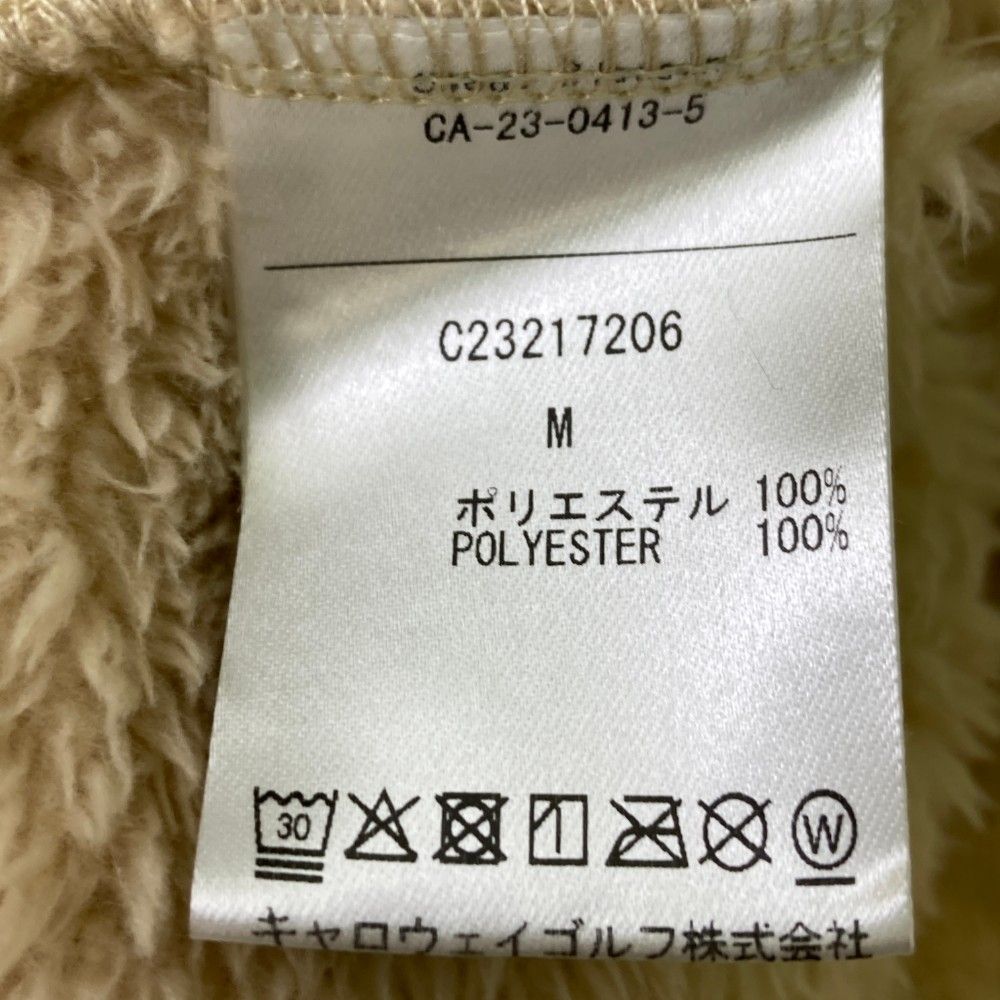 CA-23-0413-5
C23217206
M
ポリエステル 100%
POLYESTER 100%
30 W
キャロウェイゴルフ株式会社